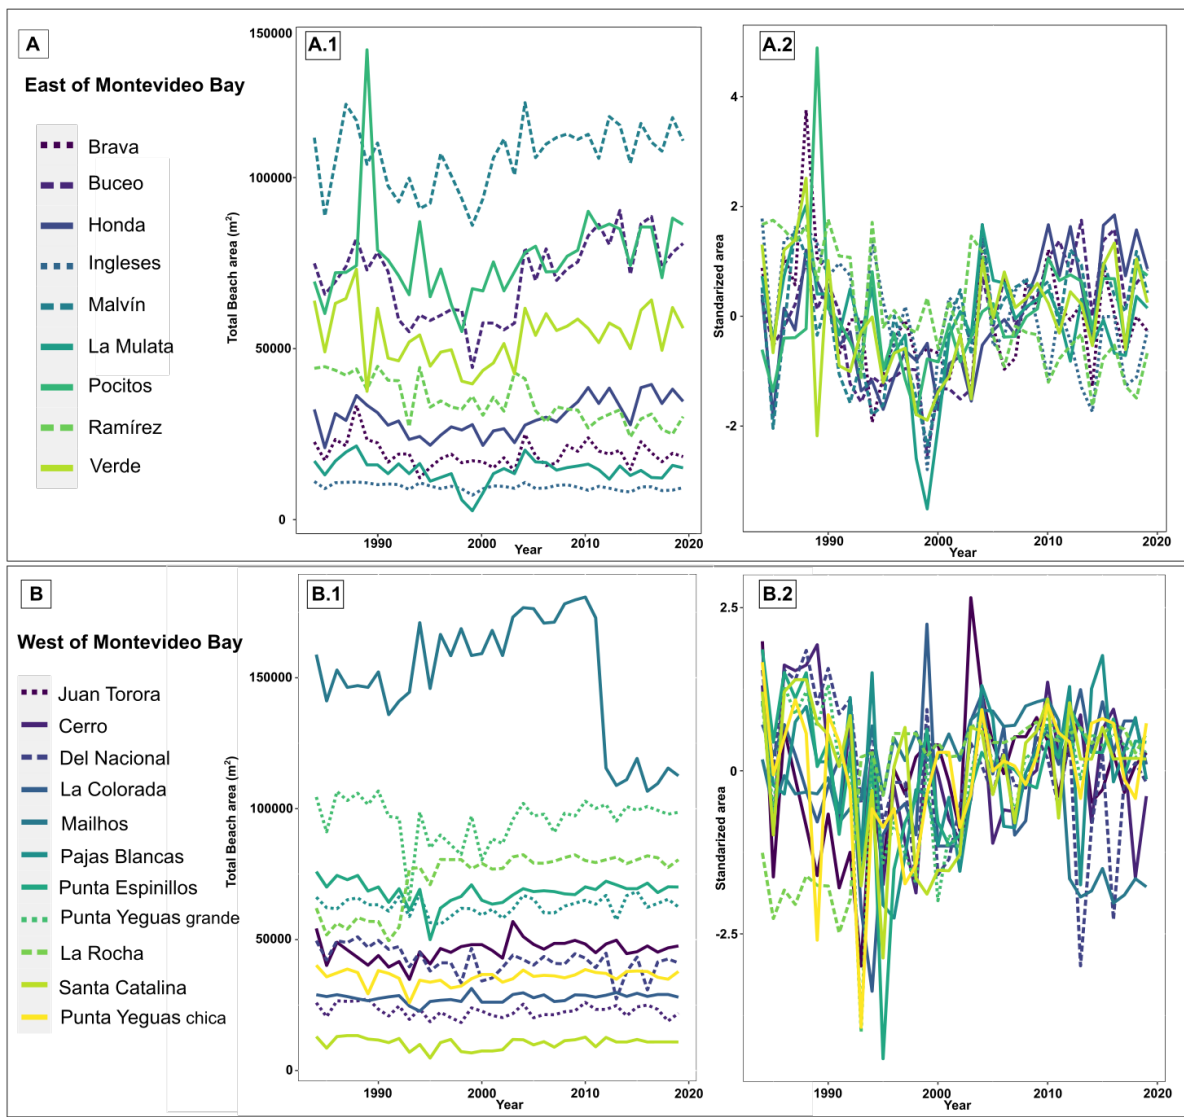 A
East of Montevideo Bay
Brava
Buceo
Honda
Ingleses
Malvín
La Mulata
Pocitos
Ramírez
Verde
A.1
Total Beach area (m²)
150000
100000
50000
0
1990
2000
2010
2020
Year
A.2
Standarized area
4
2
0
-2
1990
2000
2010
2020
Year
B
West of Montevideo Bay
Juan Torora
Cerro
Del Nacional
La Colorada
Mailhos
Pajas Blancas
Punta Espinillos
Punta Yeguas grande
La Rocha
Santa Catalina
Punta Yeguas chica
B.1
Total Beach area (m²)
150000
100000
50000
0
1990
2000
2010
2020
Year
B.2
Standarized area
2.5
0
-2.5
1990
2000
2010
2020
Year